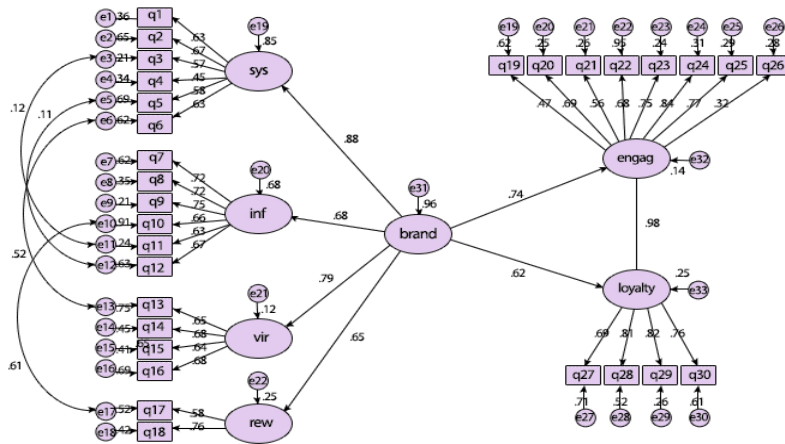 e1 .36 q1
e2 .65 q2
e3 .21 q3
e4 .34 q4
e5 .69 q5
e6 .62 q6
.63
.67
.57
.45
.58
.63
e19
.85
sys
e7 .62 q7
e8 .35 q8
e9 .21 q9
e10 .91 q10
e11 .24 q11
e12 .63 q12
.72
.72
.75
.66
.63
.67
e20
.68
inf
e13 .75 q13
e14 .45 q14
e15 .41 q15
e16 .69 q16
.65
.68
.64
.68
e21
.12
vir
e17 .52 q17
e18 .42 q18
.58
.76
e22
.25
rew
.12
.11
.52
.61
.88
.68
.79
.65
e31
.96
brand
.74
.62
e19 e20 e21 e22 e23 e24 e25 e26
.62 .25 .26 .95 .24 .31 .29 .28
q19 q20 q21 q22 q23 q24 q25 q26
.47 .69 .56 .68 .75 .84 .77 .32
engag
e32
.14
.98
loyalty
.25
e33
.69 .81 .82 .76
q27 q28 q29 q30
.71 .52 .26 .61
e27 e28 e29 e30